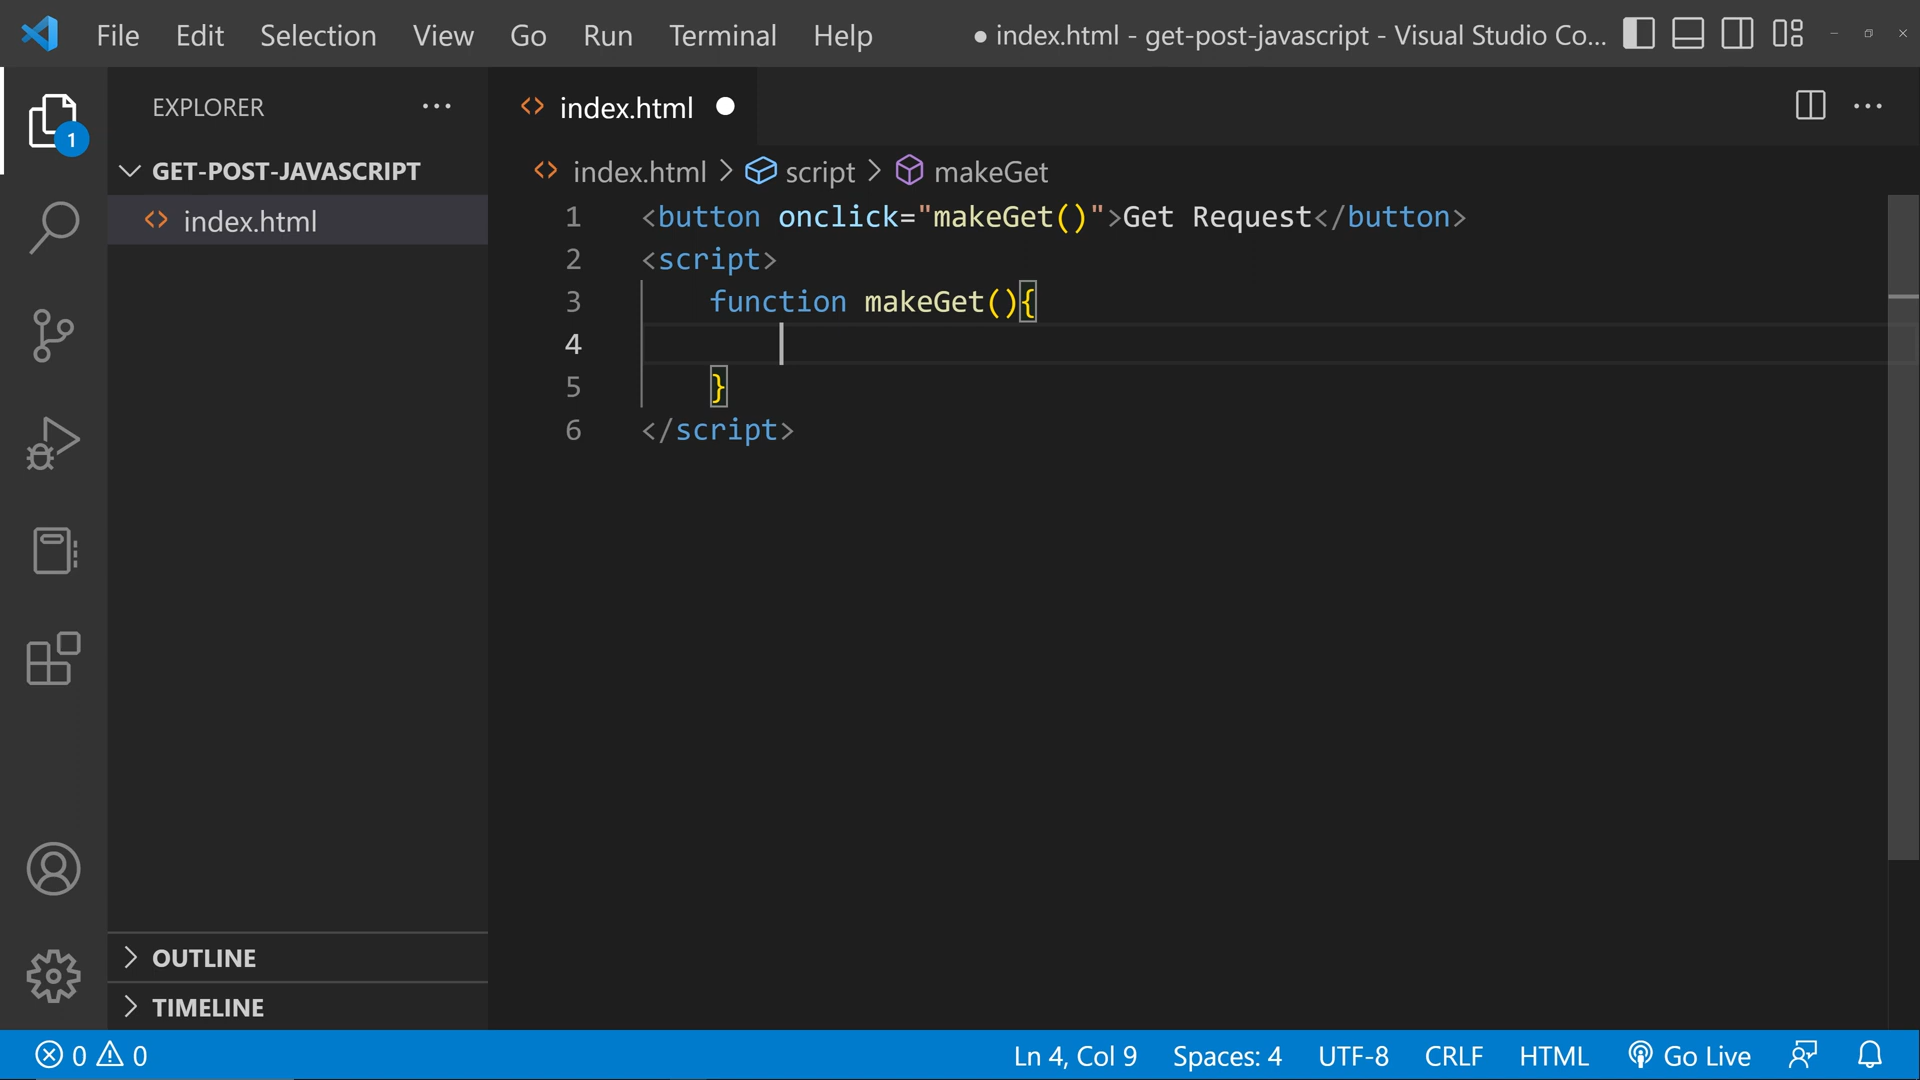 File Edit Selection View Go Run Terminal Help ● index.html - get-post-javascript - Visual Studio Co...
EXPLORER ···
1
GET-POST-JAVASCRIPT
<> index.html
OUTLINE
TIMELINE
<> index.html ●
<> index.html > script > makeGet
1 <button onclick="makeGet()">Get Request</button>
2 <script>
3 function makeGet(){
4
5 }
6 </script>
0 0 Ln 4, Col 9 Spaces: 4 UTF-8 CRLF HTML Go Live